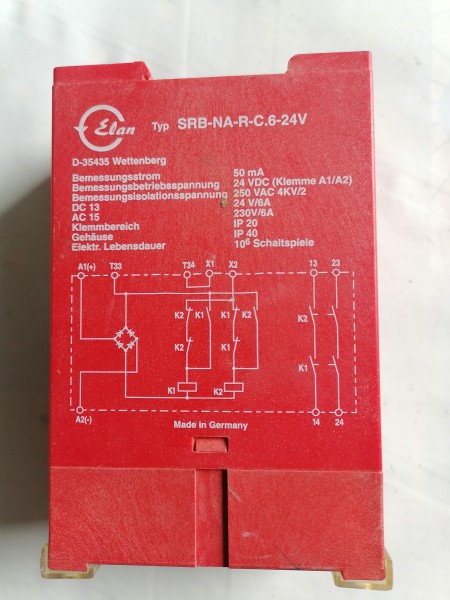 Elan Typ SRB-NA-R-C.6-24V
D-35435 Wettenberg
Bemessungsstrom 50 mA
Bemessungsbetriebsspannung 24 VDC (Klemme A1/A2)
Bemessungsisolationsspannung 250 VAC 4KV/2
DC 13 24 V/6A
AC 15 230V/6A
Klemmbereich IP 20
Gehäuse IP 40
Elektr. Lebensdauer 10⁶ Schaltspiele
A1(+) T33 T34 X1 X2 13 23
K2 K1 K1 K2 K2
K2 K1 K1
K1 K2
A2(-) 14 24
Made in Germany